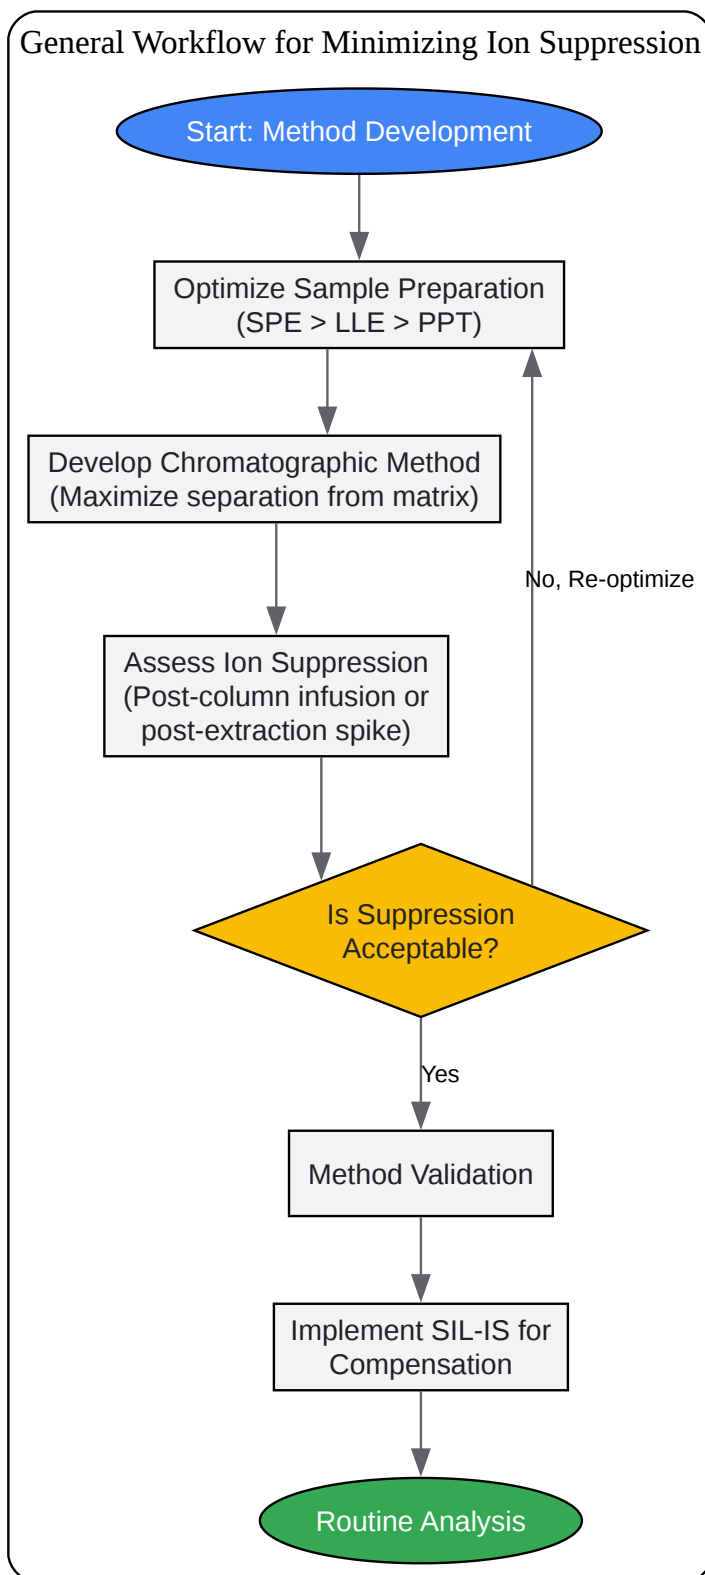 General Workflow for Minimizing Ion Suppression
Start: Method Development
Optimize Sample Preparation
(SPE > LLE > PPT)
Develop Chromatographic Method
(Maximize separation from matrix)
No, Re-optimize
Assess Ion Suppression
(Post-column infusion or
post-extraction spike)
Is Suppression
Acceptable?
Yes
Method Validation
Implement SIL-IS for
Compensation
Routine Analysis